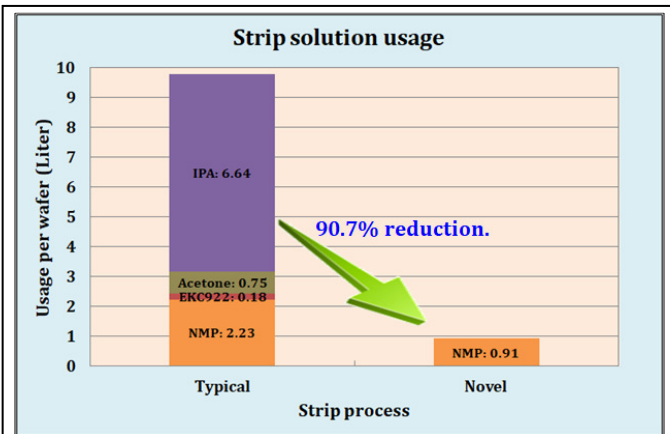 Strip solution usage
Usage per wafer (Liter)
10
9
8
7
6
5
4
3
2
1
0
IPA: 6.64
Acetone: 0.75
EKC922: 0.18
NMP: 2.23
90.7% reduction.
NMP: 0.91
Typical
Novel
Strip process